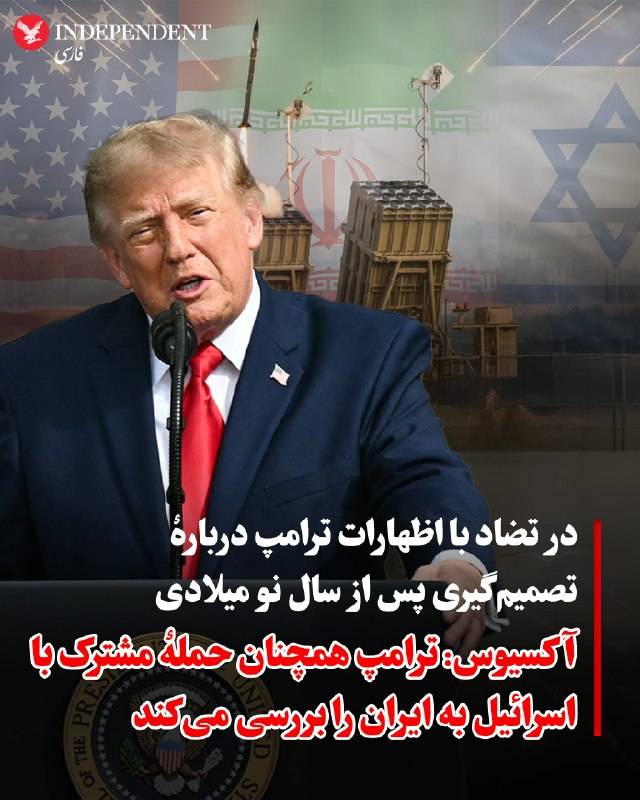 INDEPENDENT
فارسی
در تضاد با اظهارات ترامپ دربارهٔ
تصمیم‌گیری پس از سال نو میلادی
آکسیوس: ترامپ همچنان حملهٔ مشترک با
اسرائیل به ایران را بررسی می‌کند